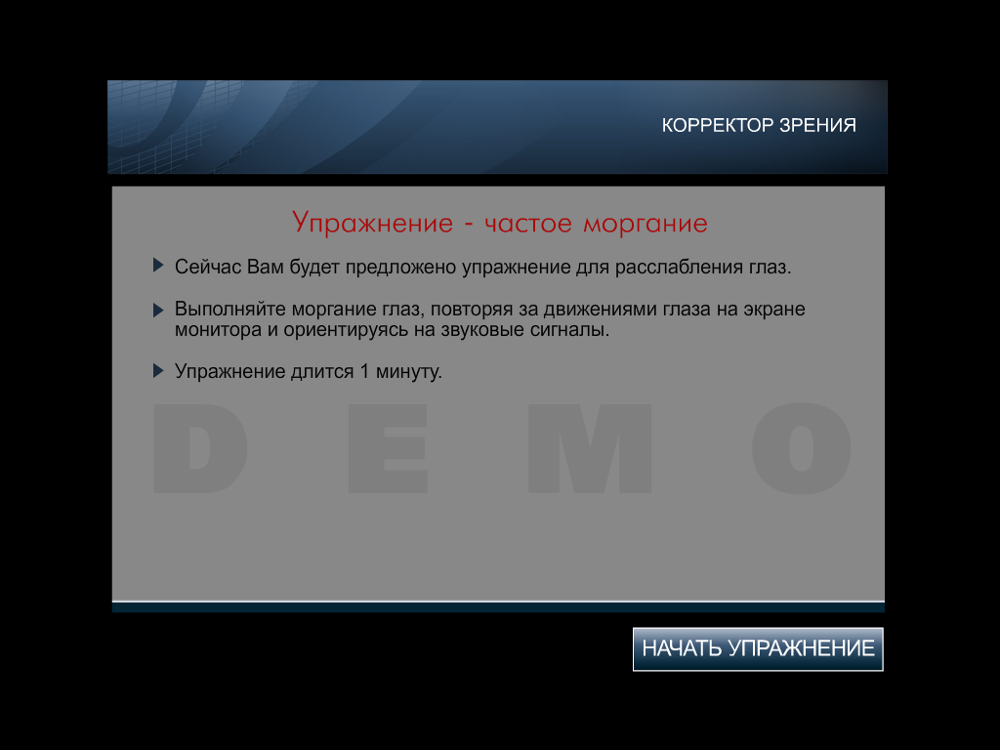 КОРРЕКТОР ЗРЕНИЯ
Упражнение - частое моргание
Сейчас Вам будет предложено упражнение для расслабления глаз.
Выполняйте моргание глаз, повторяя за движениями глаза на экране
монитора и ориентируясь на звуковые сигналы.
Упражнение длится 1 минуту.
DEMO
НАЧАТЬ УПРАЖНЕНИЕ